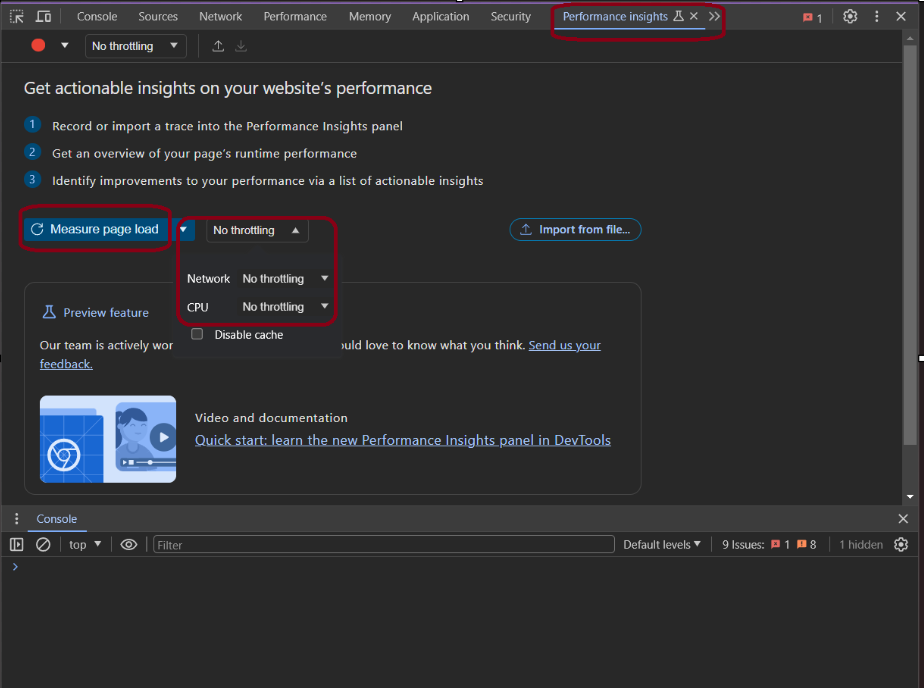 Console Sources Network Performance Memory Application Security Performance insights 1
No throttling
Get actionable insights on your website's performance
1 Record or import a trace into the Performance Insights panel
2 Get an overview of your page's runtime performance
3 Identify improvements to your performance via a list of actionable insights
Measure page load No throttling Import from file...
Network No throttling
CPU No throttling
Disable cache
Preview feature
Our team is actively wor ould love to know what you think. Send us your
feedback.
Video and documentation
Quick start: learn the new Performance Insights panel in DevTools
Console
top Filter Default levels 9 Issues: 1 8 1 hidden